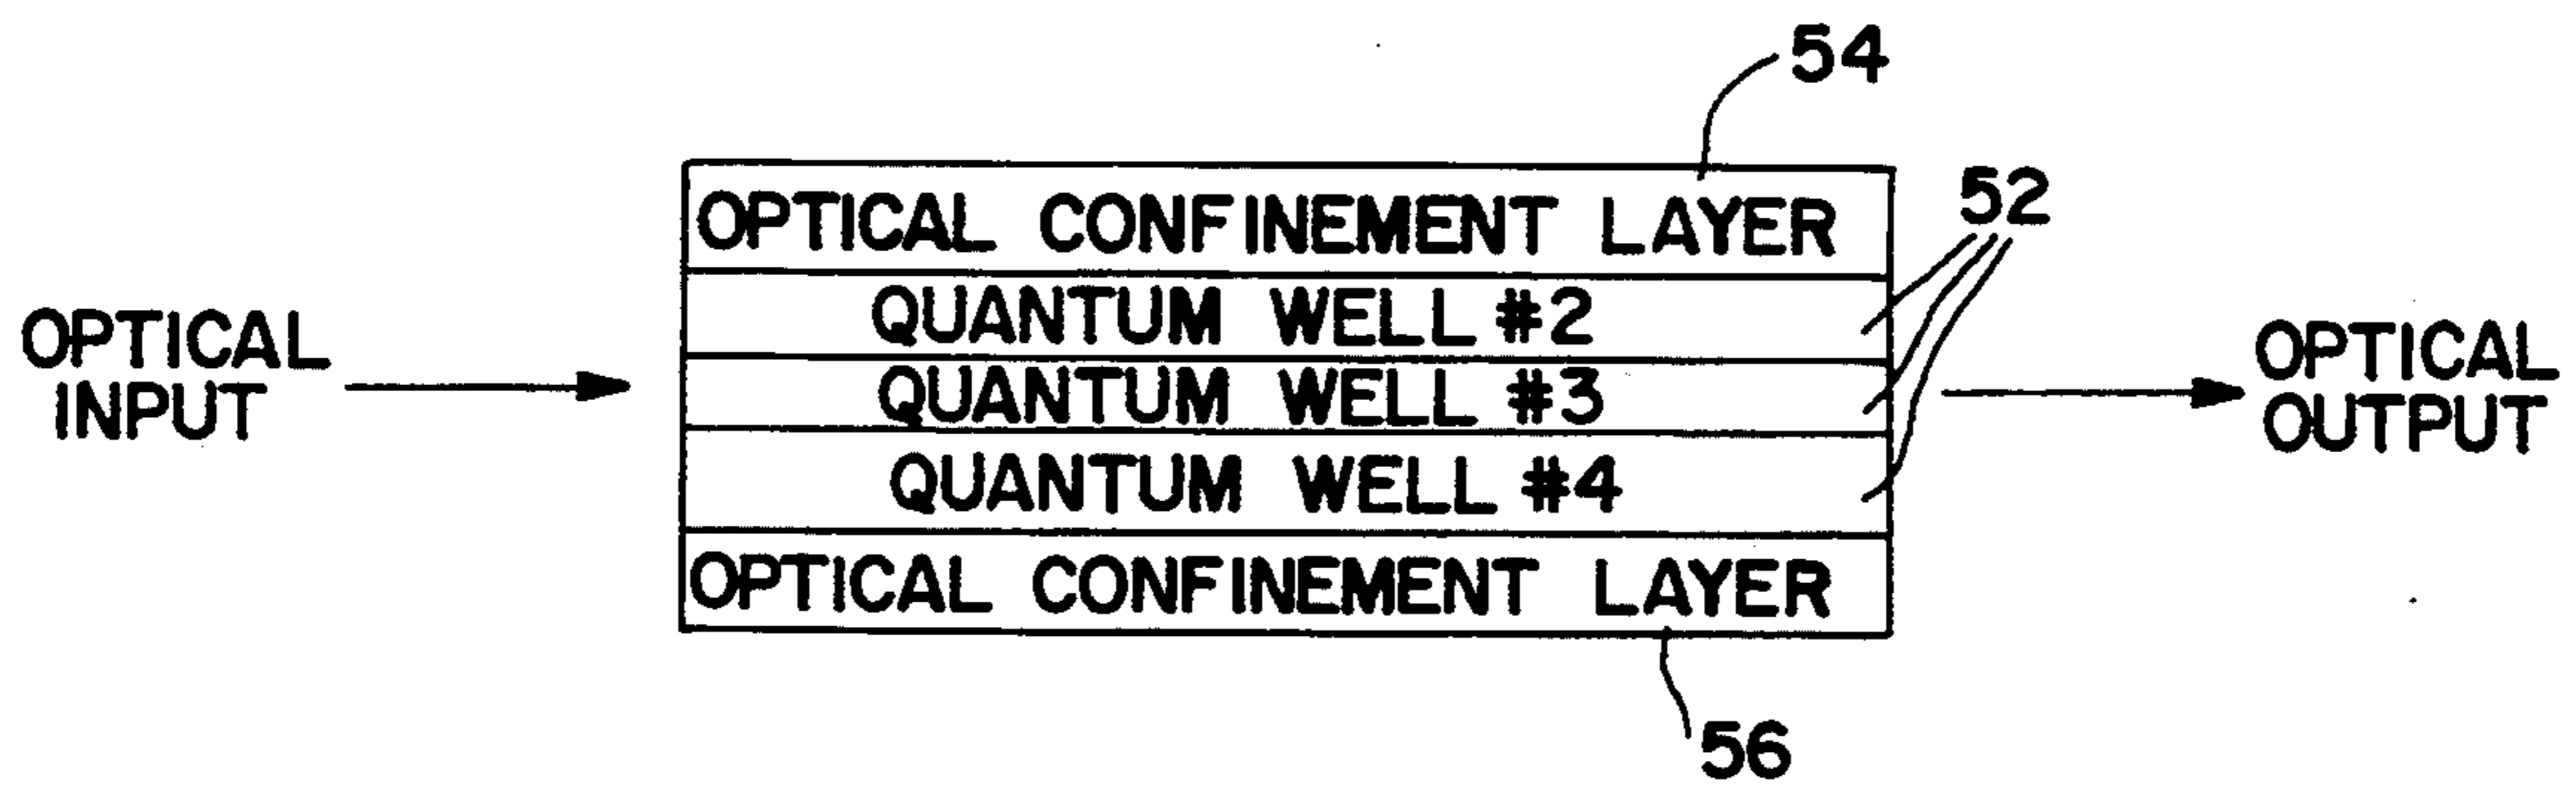 54
OPTICAL CONFINEMENT LAYER
52
QUANTUM WELL #2
QUANTUM WELL #3
QUANTUM WELL #4
OPTICAL CONFINEMENT LAYER
56
OPTICAL
INPUT
OPTICAL
OUTPUT